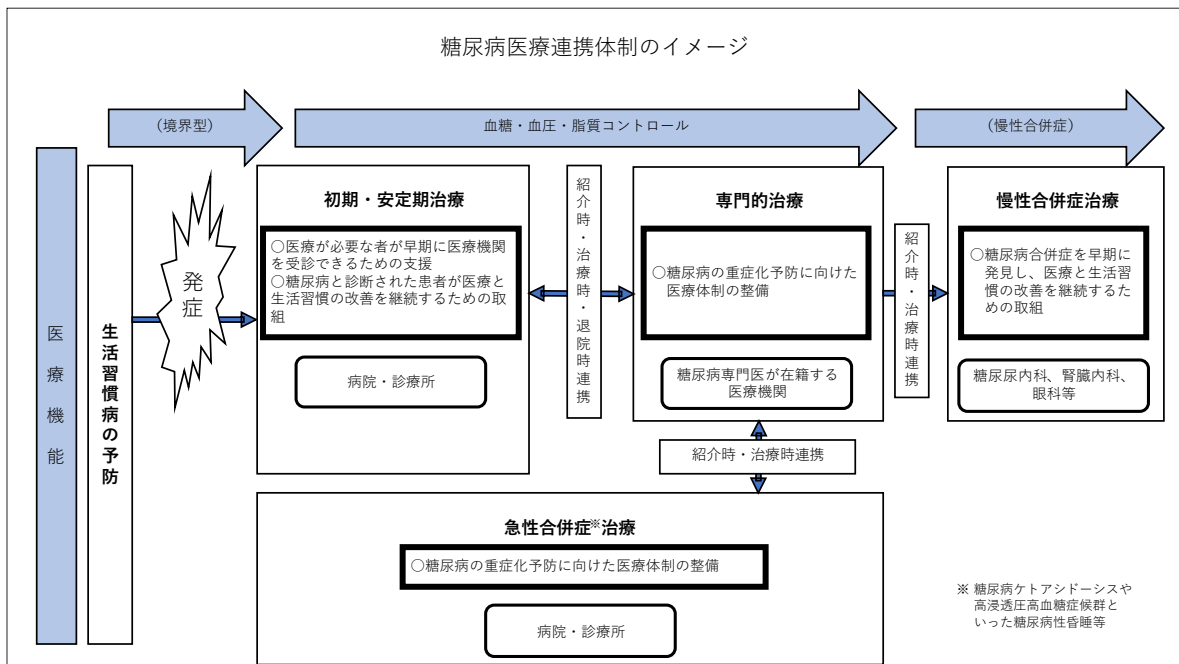 糖尿病医療連携体制のイメージ
(境界型)
血糖・血圧・脂質コントロール
(慢性合併症)
医療機能
生活習慣病の予防
発症
初期・安定期治療
○医療が必要な者が早期に医療機関
を受診できるための支援
○糖尿病と診断された患者が医療と
生活習慣の改善を継続するための取
組
病院・診療所
紹介時・治療時・退院時連携
専門的治療
○糖尿病の重症化予防に向けた
医療体制の整備
糖尿病専門医が在籍する
医療機関
紹介時・治療時連携
慢性合併症治療
○糖尿病合併症を早期に
発見し、医療と生活習
慣の改善を継続するた
めの取組
糖尿尿内科、腎臓内科、
眼科等
紹介時・治療時連携
急性合併症※治療
○糖尿病の重症化予防に向けた医療体制の整備
病院・診療所
※ 糖尿病ケトアシドーシスや
高浸透圧高血糖症候群と
いった糖尿病性昏睡等